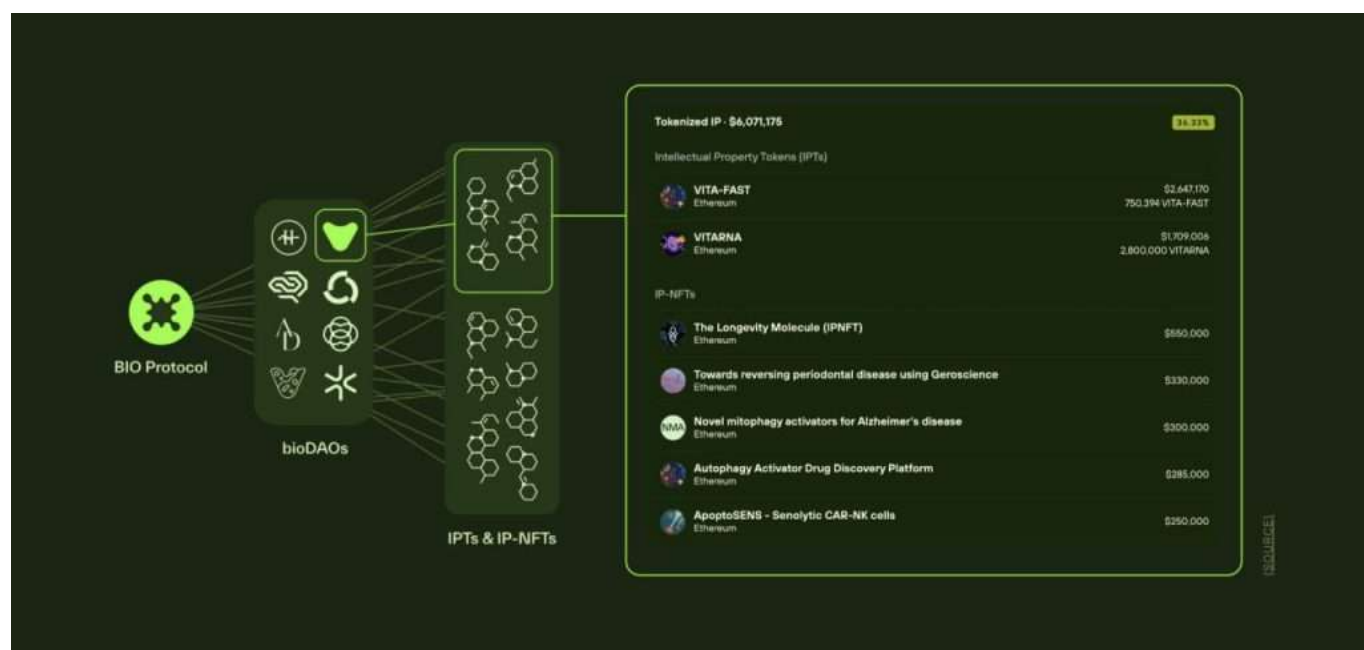 Tokenized IP · $6,071,175
36.33%
Intellectual Property Tokens (IPTs)
VITA-FAST
Ethereum
$2,647,170
750.394 VITA-FAST
VITARNA
Ethereum
$1,709,006
2,800,000 VITARNA
IP-NFTs
The Longevity Molecule (IPNFT)
Ethereum
$550,000
Towards reversing periodontal disease using Geroscience
Ethereum
$330,000
NMA
Novel mitophagy activators for Alzheimer's disease
Ethereum
$300,000
Autophagy Activator Drug Discovery Platform
Ethereum
$285,000
ApoptoSENS - Senolytic CAR-NK cells
Ethereum
$250,000
BIO Protocol
bioDAOs
IPTs & IP-NFTs
[SOURCE]